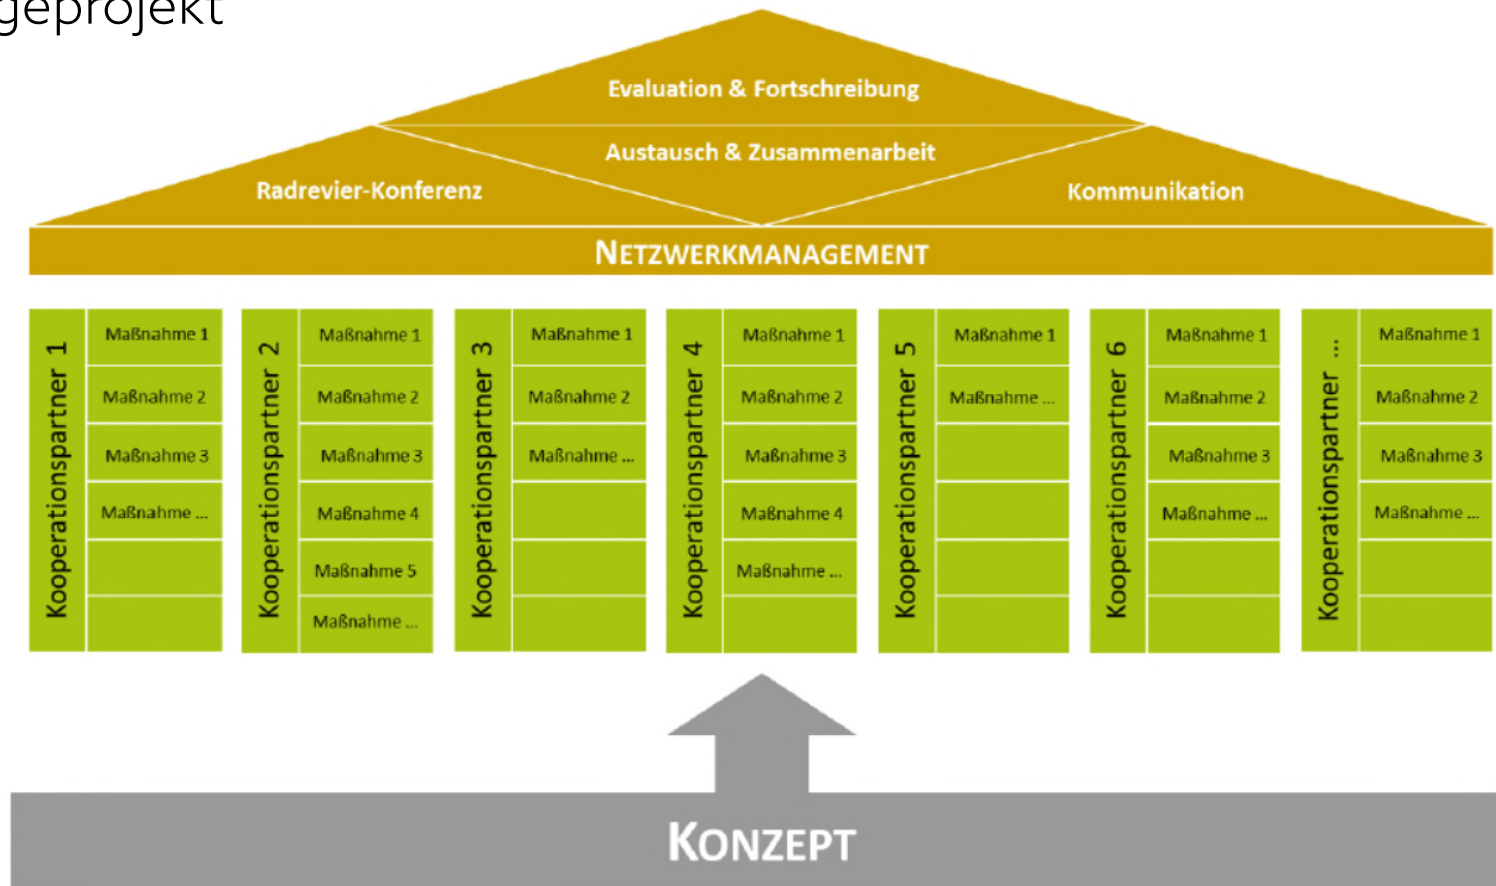 geprojekt
Evaluation & Fortschreibung
Austausch & Zusammenarbeit
Radrevier-Konferenz
Kommunikation
NETZWERKMANAGEMENT
Kooperationspartner 1
Maßnahme 1
Maßnahme 2
Maßnahme 3
Maßnahme ...
Kooperationspartner 2
Maßnahme 1
Maßnahme 2
Maßnahme 3
Maßnahme 4
Maßnahme 5
Maßnahme ...
Kooperationspartner 3
Maßnahme 1
Maßnahme 2
Maßnahme ...
Kooperationspartner 4
Maßnahme 1
Maßnahme 2
Maßnahme 3
Maßnahme 4
Maßnahme ...
Kooperationspartner 5
Maßnahme 1
Maßnahme ...
Kooperationspartner 6
Maßnahme 1
Maßnahme 2
Maßnahme 3
Maßnahme ...
Kooperationspartner ...
Maßnahme 1
Maßnahme 2
Maßnahme 3
Maßnahme ...
KONZEPT